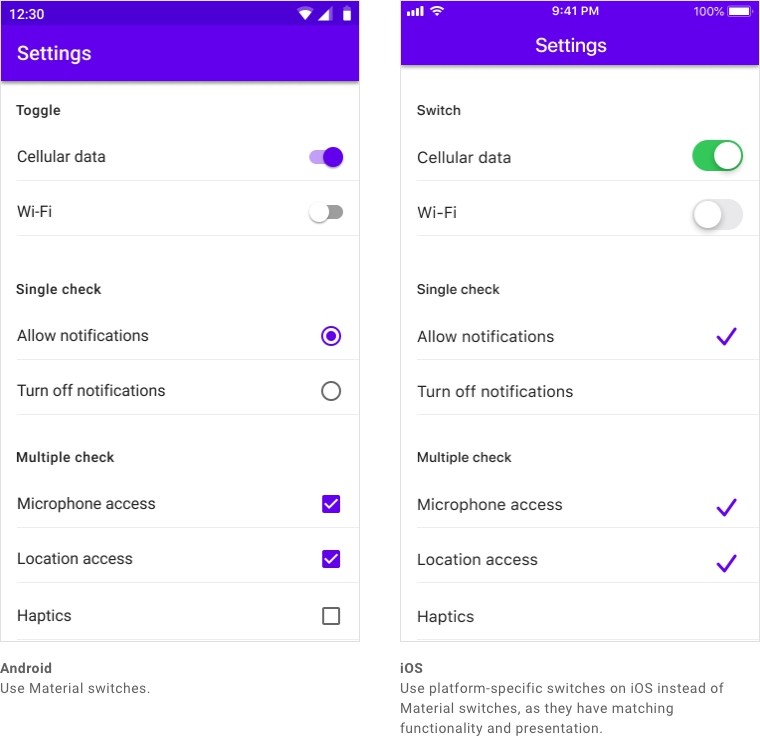 12:30
Settings
Toggle
Cellular data
Wi-Fi
Single check
Allow notifications
Turn off notifications
Multiple check
Microphone access
Location access
Haptics
Android
Use Material switches.
9:41 PM
100%
Settings
Switch
Cellular data
Wi-Fi
Single check
Allow notifications
Turn off notifications
Multiple check
Microphone access
Location access
Haptics
iOS
Use platform-specific switches on iOS instead of
Material switches, as they have matching
functionality and presentation.